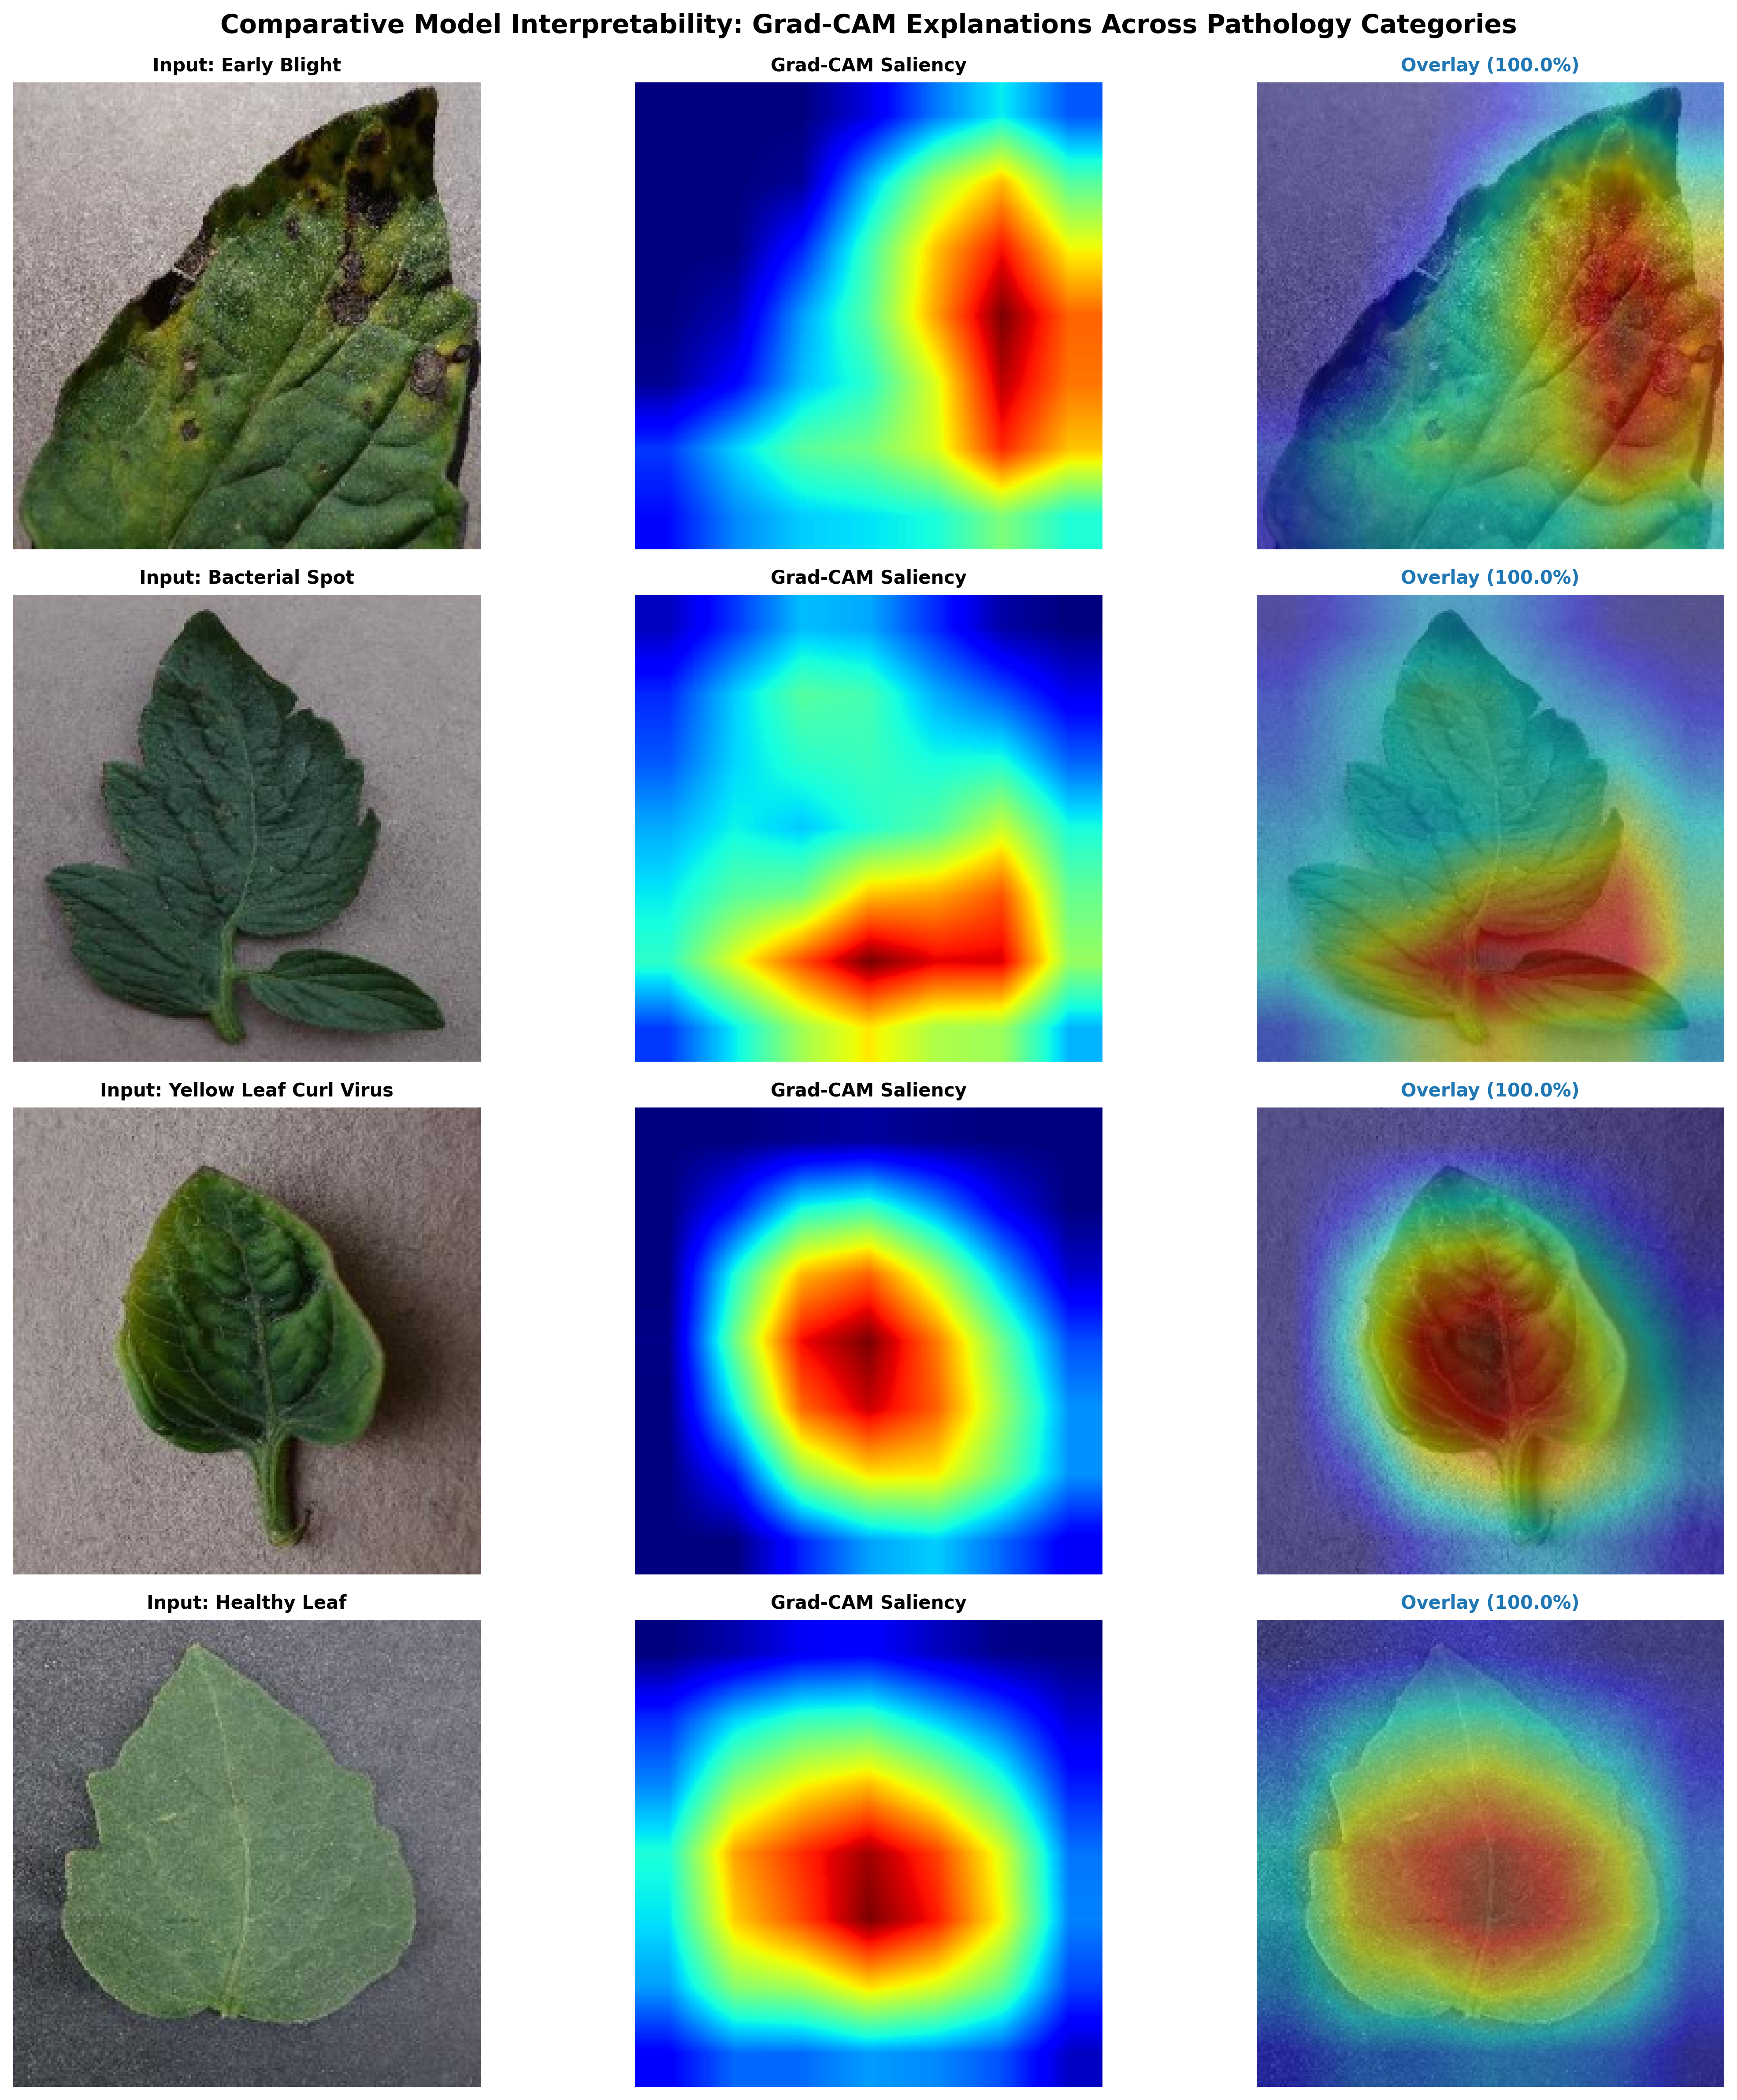 Comparative Model Interpretability: Grad-CAM Explanations Across Pathology Categories
Input: Early Blight
Grad-CAM Saliency
Overlay (100.0%)
Input: Bacterial Spot
Grad-CAM Saliency
Overlay (100.0%)
Input: Yellow Leaf Curl Virus
Grad-CAM Saliency
Overlay (100.0%)
Input: Healthy Leaf
Grad-CAM Saliency
Overlay (100.0%)